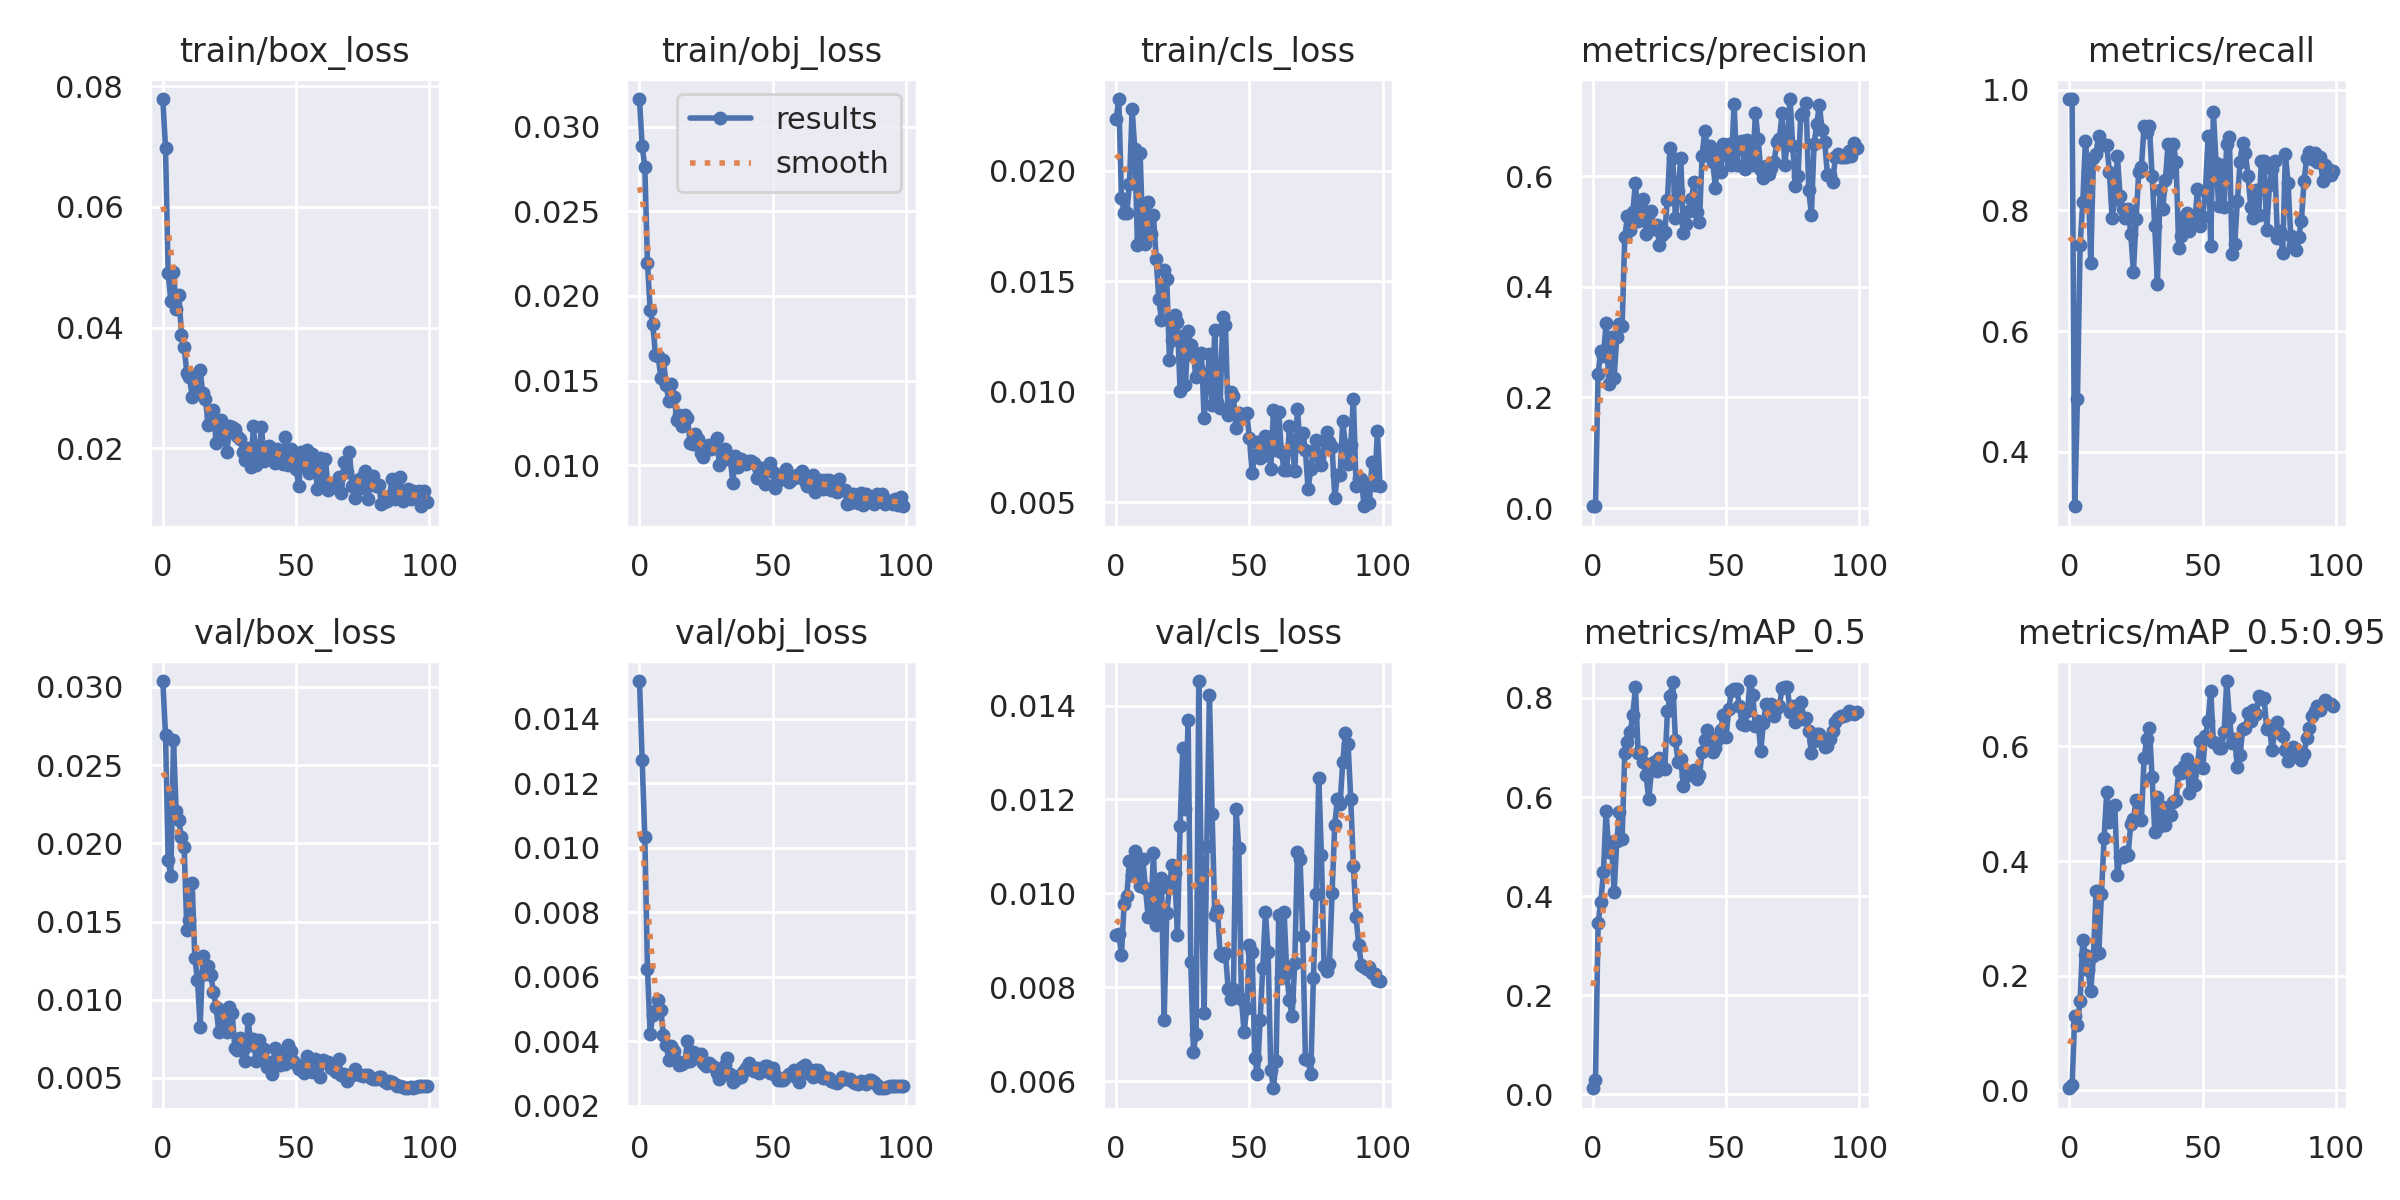 train/box_loss
0.08
0.06
0.04
0.02
0 50 100
train/obj_loss
results
smooth
0.030
0.025
0.020
0.015
0.010
0 50 100
train/cls_loss
0.020
0.015
0.010
0.005
0 50 100
metrics/precision
0.6
0.4
0.2
0.0
0 50 100
metrics/recall
1.0
0.8
0.6
0.4
0 50 100
val/box_loss
0.030
0.025
0.020
0.015
0.010
0.005
0 50 100
val/obj_loss
0.014
0.012
0.010
0.008
0.006
0.004
0.002
0 50 100
val/cls_loss
0.014
0.012
0.010
0.008
0.006
0 50 100
metrics/mAP_0.5
0.8
0.6
0.4
0.2
0.0
0 50 100
metrics/mAP_0.5:0.95
0.6
0.4
0.2
0.0
0 50 100